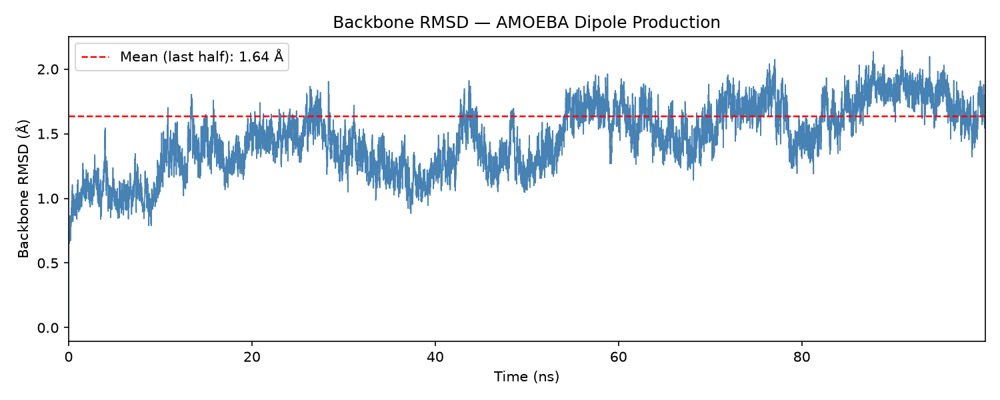 Backbone RMSD — AMOEBA Dipole Production
Mean (last half): 1.64 Å
Backbone RMSD (Å)
2.0
1.5
1.0
0.5
0.0
0
20
40
60
80
Time (ns)